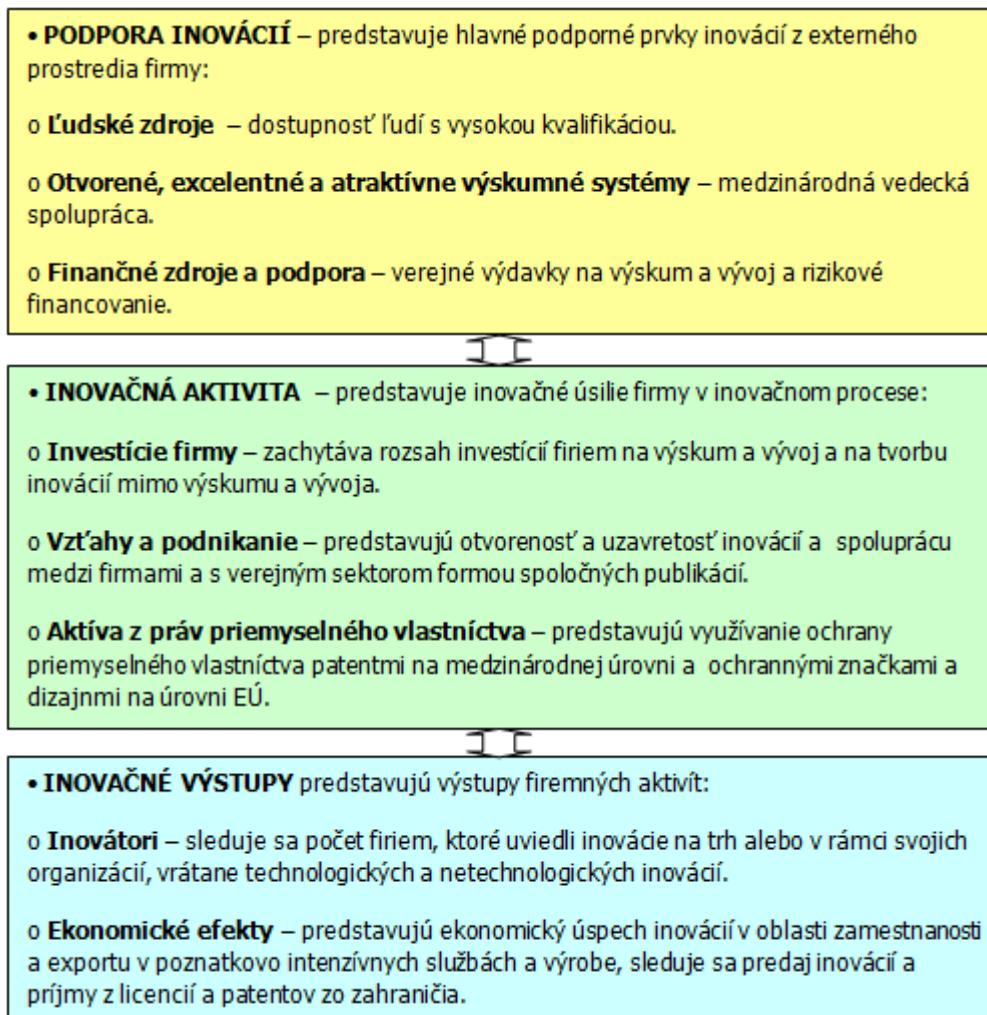 • PODPORA INOVÁCIÍ – predstavuje hlavné podporné prvky inovácií z externého
prostredia firmy:
o Ľudské zdroje – dostupnosť ľudí s vysokou kvalifikáciou.
o Otvorené, excelentné a atraktívne výskumné systémy – medzinárodná vedecká
spolupráca.
o Finančné zdroje a podpora – verejné výdavky na výskum a vývoj a rizikové
financovanie.
• INOVAČNÁ AKTIVITA – predstavuje inovačné úsilie firmy v inovačnom procese:
o Investície firmy – zachytáva rozsah investícií firiem na výskum a vývoj a na tvorbu
inovácií mimo výskumu a vývoja.
o Vzťahy a podnikanie – predstavujú otvorenosť a uzavretosť inovácií a spoluprácu
medzi firmami a s verejným sektorom formou spoločných publikácií.
o Aktíva z práv priemyselného vlastníctva – predstavujú využívanie ochrany
priemyselného vlastníctva patentmi na medzinárodnej úrovni a ochrannými značkami a
dizajnmi na úrovni EÚ.
• INOVAČNÉ VÝSTUPY predstavujú výstupy firemných aktivít:
o Inovátori – sleduje sa počet firiem, ktoré uviedli inovácie na trh alebo v rámci svojich
organizácií, vrátane technologických a netechnologických inovácií.
o Ekonomické efekty – predstavujú ekonomický úspech inovácií v oblasti zamestnanosti
a exportu v poznatkovo intenzívnych službách a výrobe, sleduje sa predaj inovácií a
príjmy z licencií a patentov zo zahraničia.